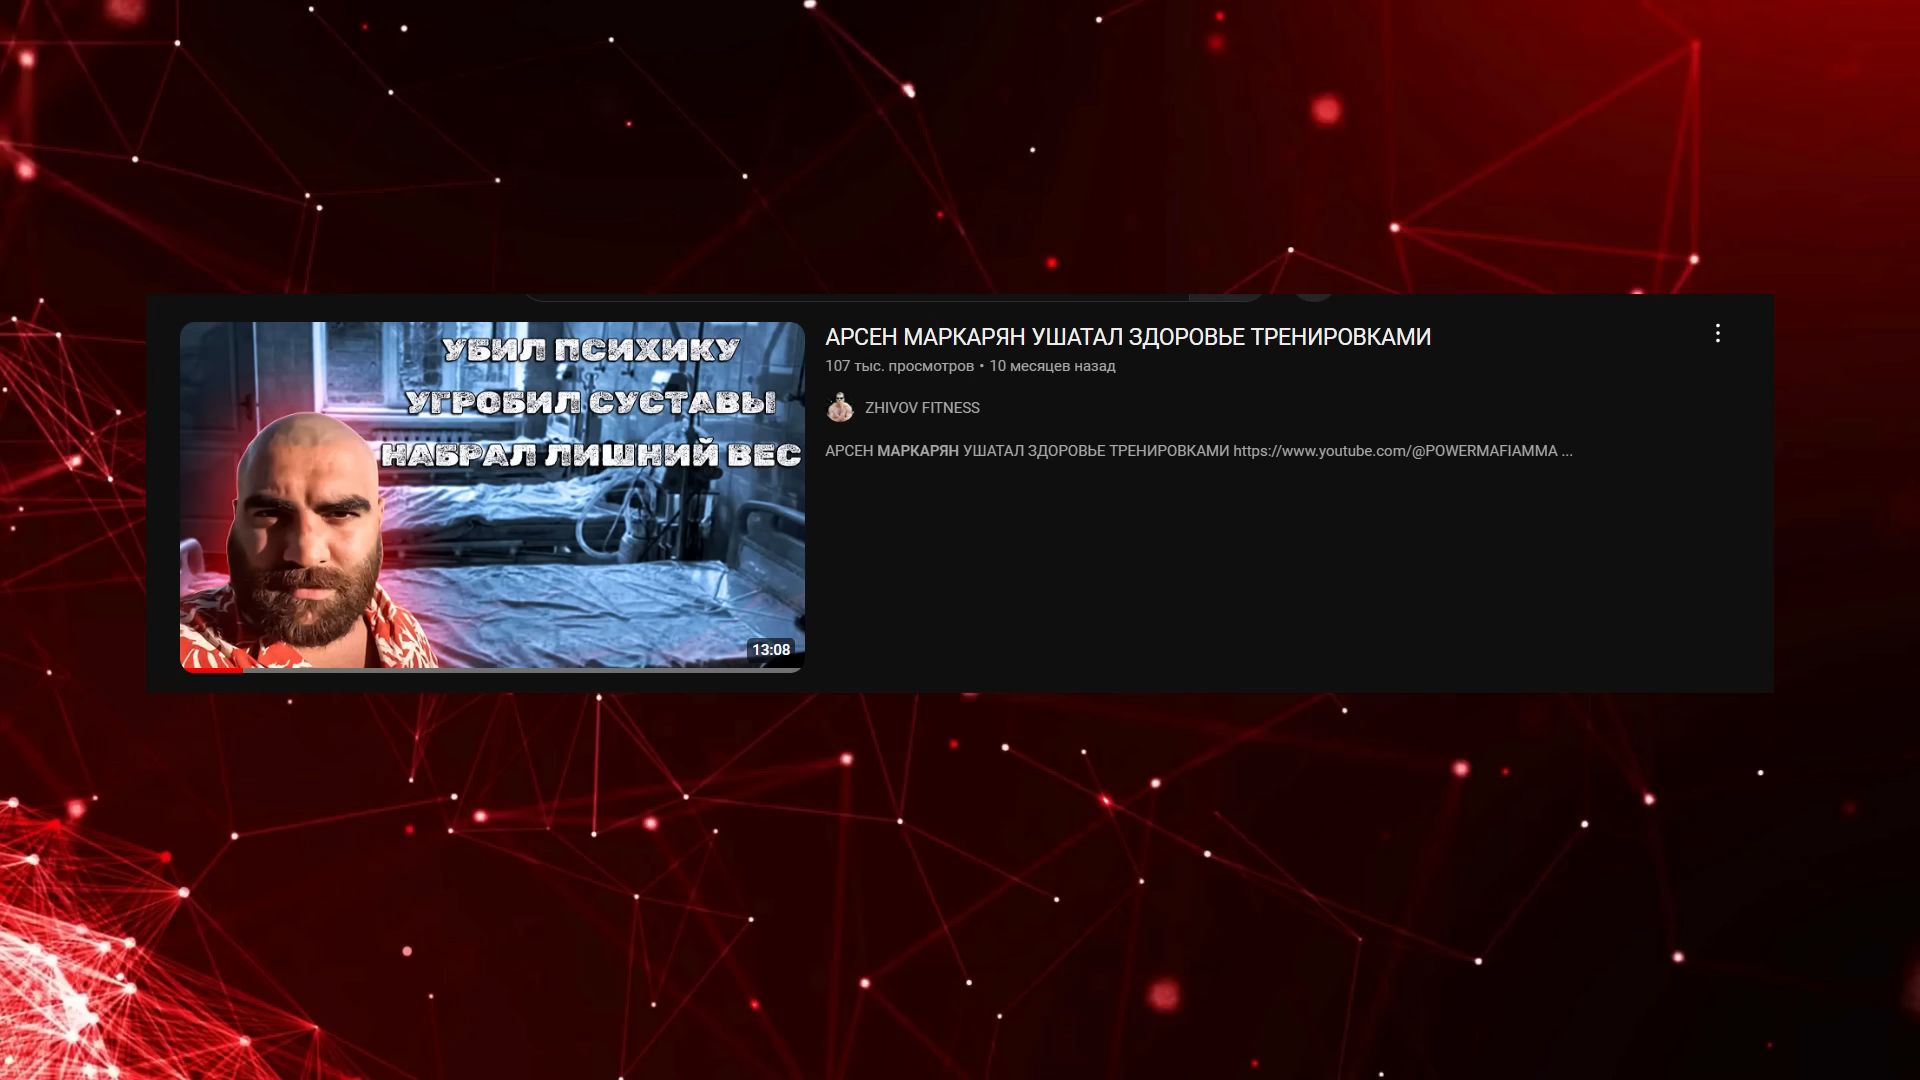 УБИЛ ПСИХИКУ
УГРОБИЛ СУСТАВЫ
НАБРАЛ ЛИШНИЙ ВЕС
13:08
АРСЕН МАРКАРЯН УШАТАЛ ЗДОРОВЬЕ ТРЕНИРОВКАМИ
107 тыс. просмотров • 10 месяцев назад
ZHIVOV FITNESS
АРСЕН МАРКАРЯН УШАТАЛ ЗДОРОВЬЕ ТРЕНИРОВКАМИ https://www.youtube.com/@POWERMAFIAMMA ...